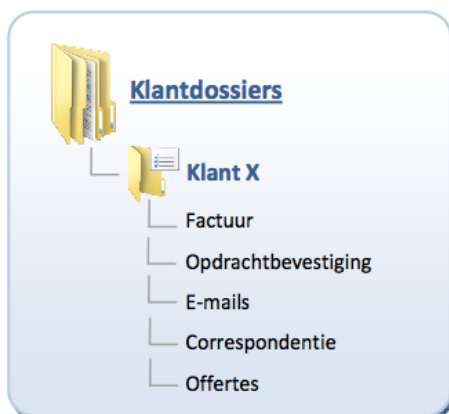 Klantdossiers
Klant X
Factuur
Opdrachtbevestiging
E-mails
Correspondentie
Offertes